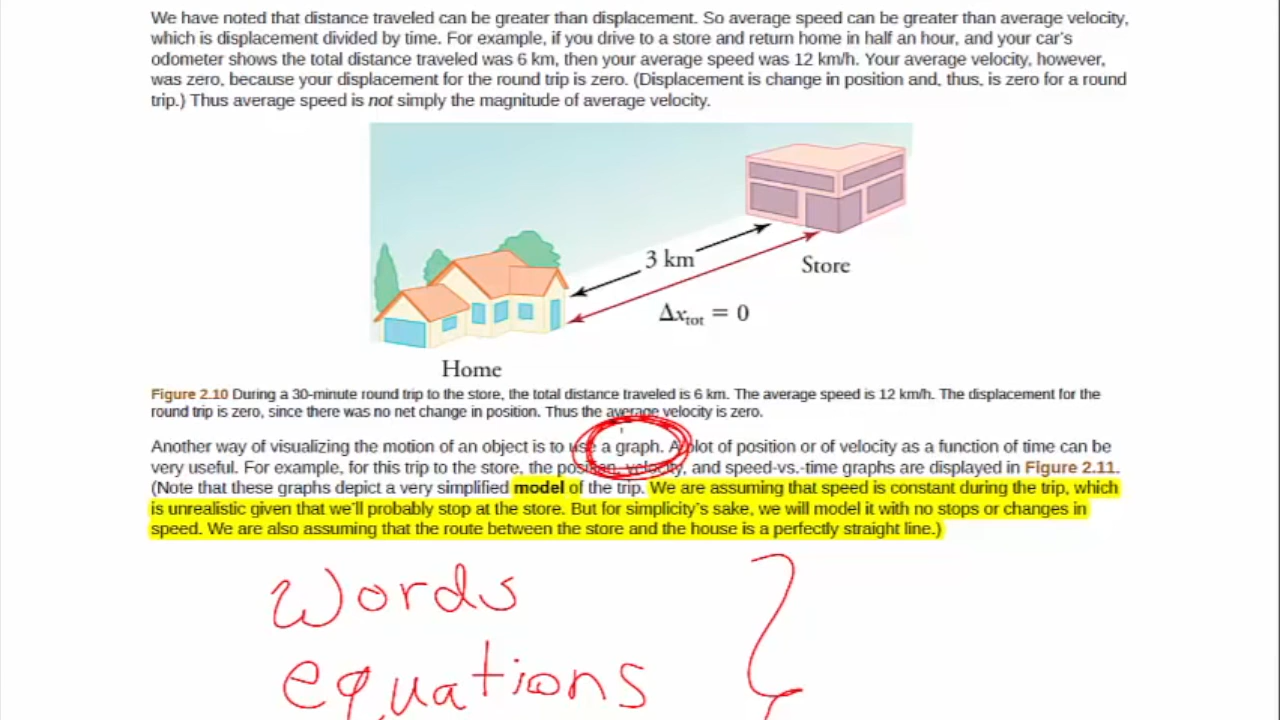 We have noted that distance traveled can be greater than displacement. So average speed can be greater than average velocity,
which is displacement divided by time. For example, if you drive to a store and return home in half an hour, and your car's
odometer shows the total distance traveled was 6 km, then your average speed was 12 km/h. Your average velocity, however,
was zero, because your displacement for the round trip is zero. (Displacement is change in position and, thus, is zero for a round
trip.) Thus average speed is not simply the magnitude of average velocity.
3 km
Store
Δxtot = 0
Home
Figure 2.10 During a 30-minute round trip to the store, the total distance traveled is 6 km. The average speed is 12 km/h. The displacement for the
round trip is zero, since there was no net change in position. Thus the average velocity is zero.
Another way of visualizing the motion of an object is to use a graph. A plot of position or of velocity as a function of time can be
very useful. For example, for this trip to the store, the position, velocity, and speed-vs.-time graphs are displayed in Figure 2.11.
(Note that these graphs depict a very simplified model of the trip. We are assuming that speed is constant during the trip, which
is unrealistic given that we'll probably stop at the store. But for simplicity's sake, we will model it with no stops or changes in
speed. We are also assuming that the route between the store and the house is a perfectly straight line.)
Words
equations